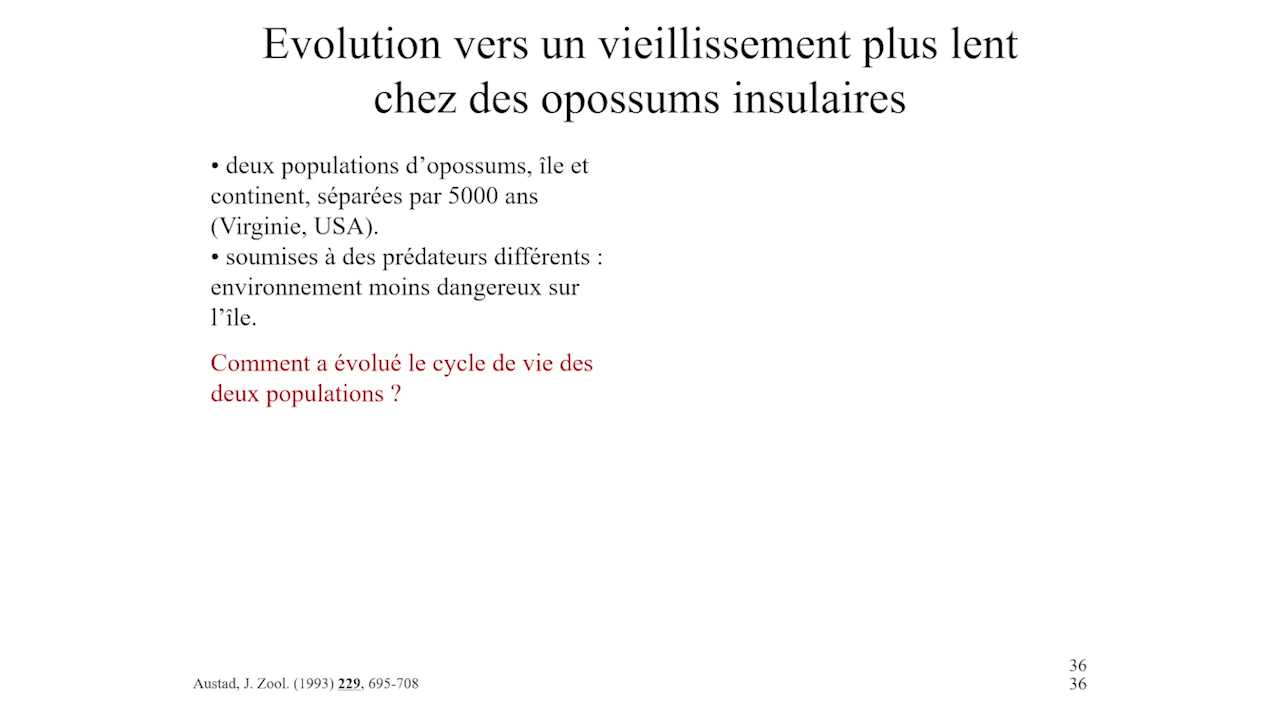 Evolution vers un vieillissement plus lent
chez des opossums insulaires
• deux populations d’opossums, île et
continent, séparées par 5000 ans
(Virginie, USA).
• soumises à des prédateurs différents :
environnement moins dangereux sur
l’île.
Comment a évolué le cycle de vie des
deux populations ?
Austad, J. Zool. (1993) 229, 695-708
36
36